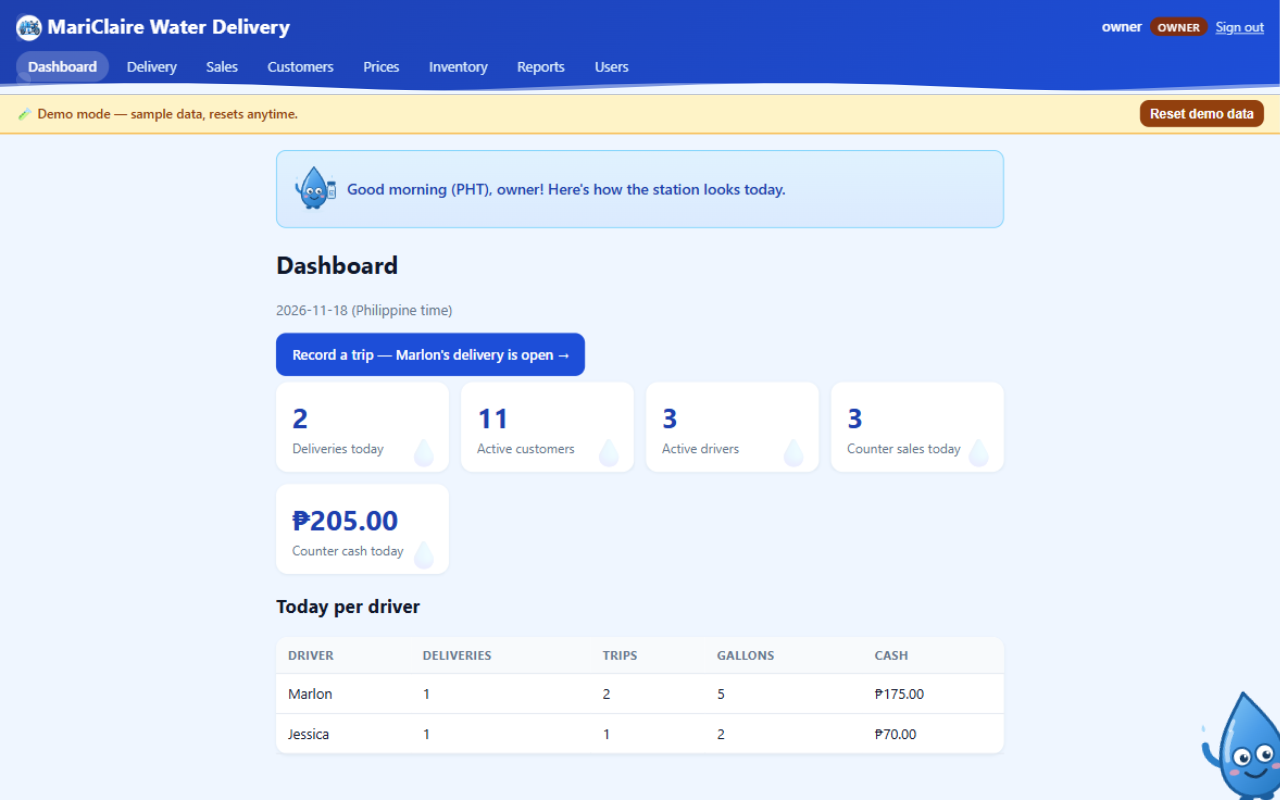 MariClaire Water Delivery
owner OWNER Sign out
Dashboard Delivery Sales Customers Prices Inventory Reports Users
Demo mode — sample data, resets anytime.
Reset demo data
Good morning (PHT), owner! Here's how the station looks today.
Dashboard
2026-11-18 (Philippine time)
Record a trip — Marlon's delivery is open →
2
Deliveries today
11
Active customers
3
Active drivers
3
Counter sales today
₱205.00
Counter cash today
Today per driver
DRIVER DELIVERIES TRIPS GALLONS CASH
Marlon 1 2 5 ₱175.00
Jessica 1 1 2 ₱70.00